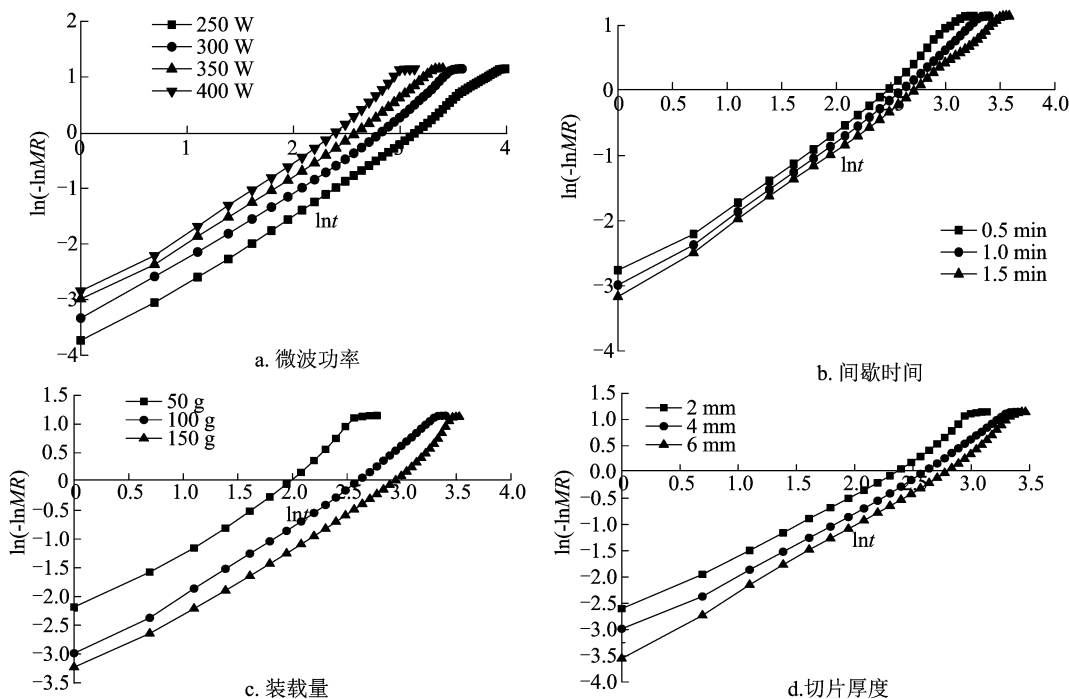 2
1
0
−1
−2
−3
−4
0
1
2
3
4
ln(-lnMR)
lnt
250 W
300 W
350 W
400 W
a. 微波功率
1
0.0
−1
−2
−3
−4
0.0
0.5
1.0
1.5
2.0
2.5
3.0
3.5
4.0
ln(-lnMR)
lnt
0.5 min
1.0 min
1.5 min
b. 间歇时间
1.5
1.0
0.5
0
−0.5
−1.0
−1.5
−2.0
−2.5
−3.0
−3.5
0.0
0.5
1.0
1.5
2.0
2.5
3.0
3.5
4.0
ln(-lnMR)
lnt
50 g
100 g
150 g
c. 装载量
1.5
1.0
0.5
0.0
−0.5
−1.0
−1.5
−2.0
−2.5
−3.0
−3.5
−4.0
0.0
0.5
1.0
1.5
2.0
2.5
3.0
3.5
ln(-lnMR)
lnt
2 mm
4 mm
6 mm
d.切片厚度